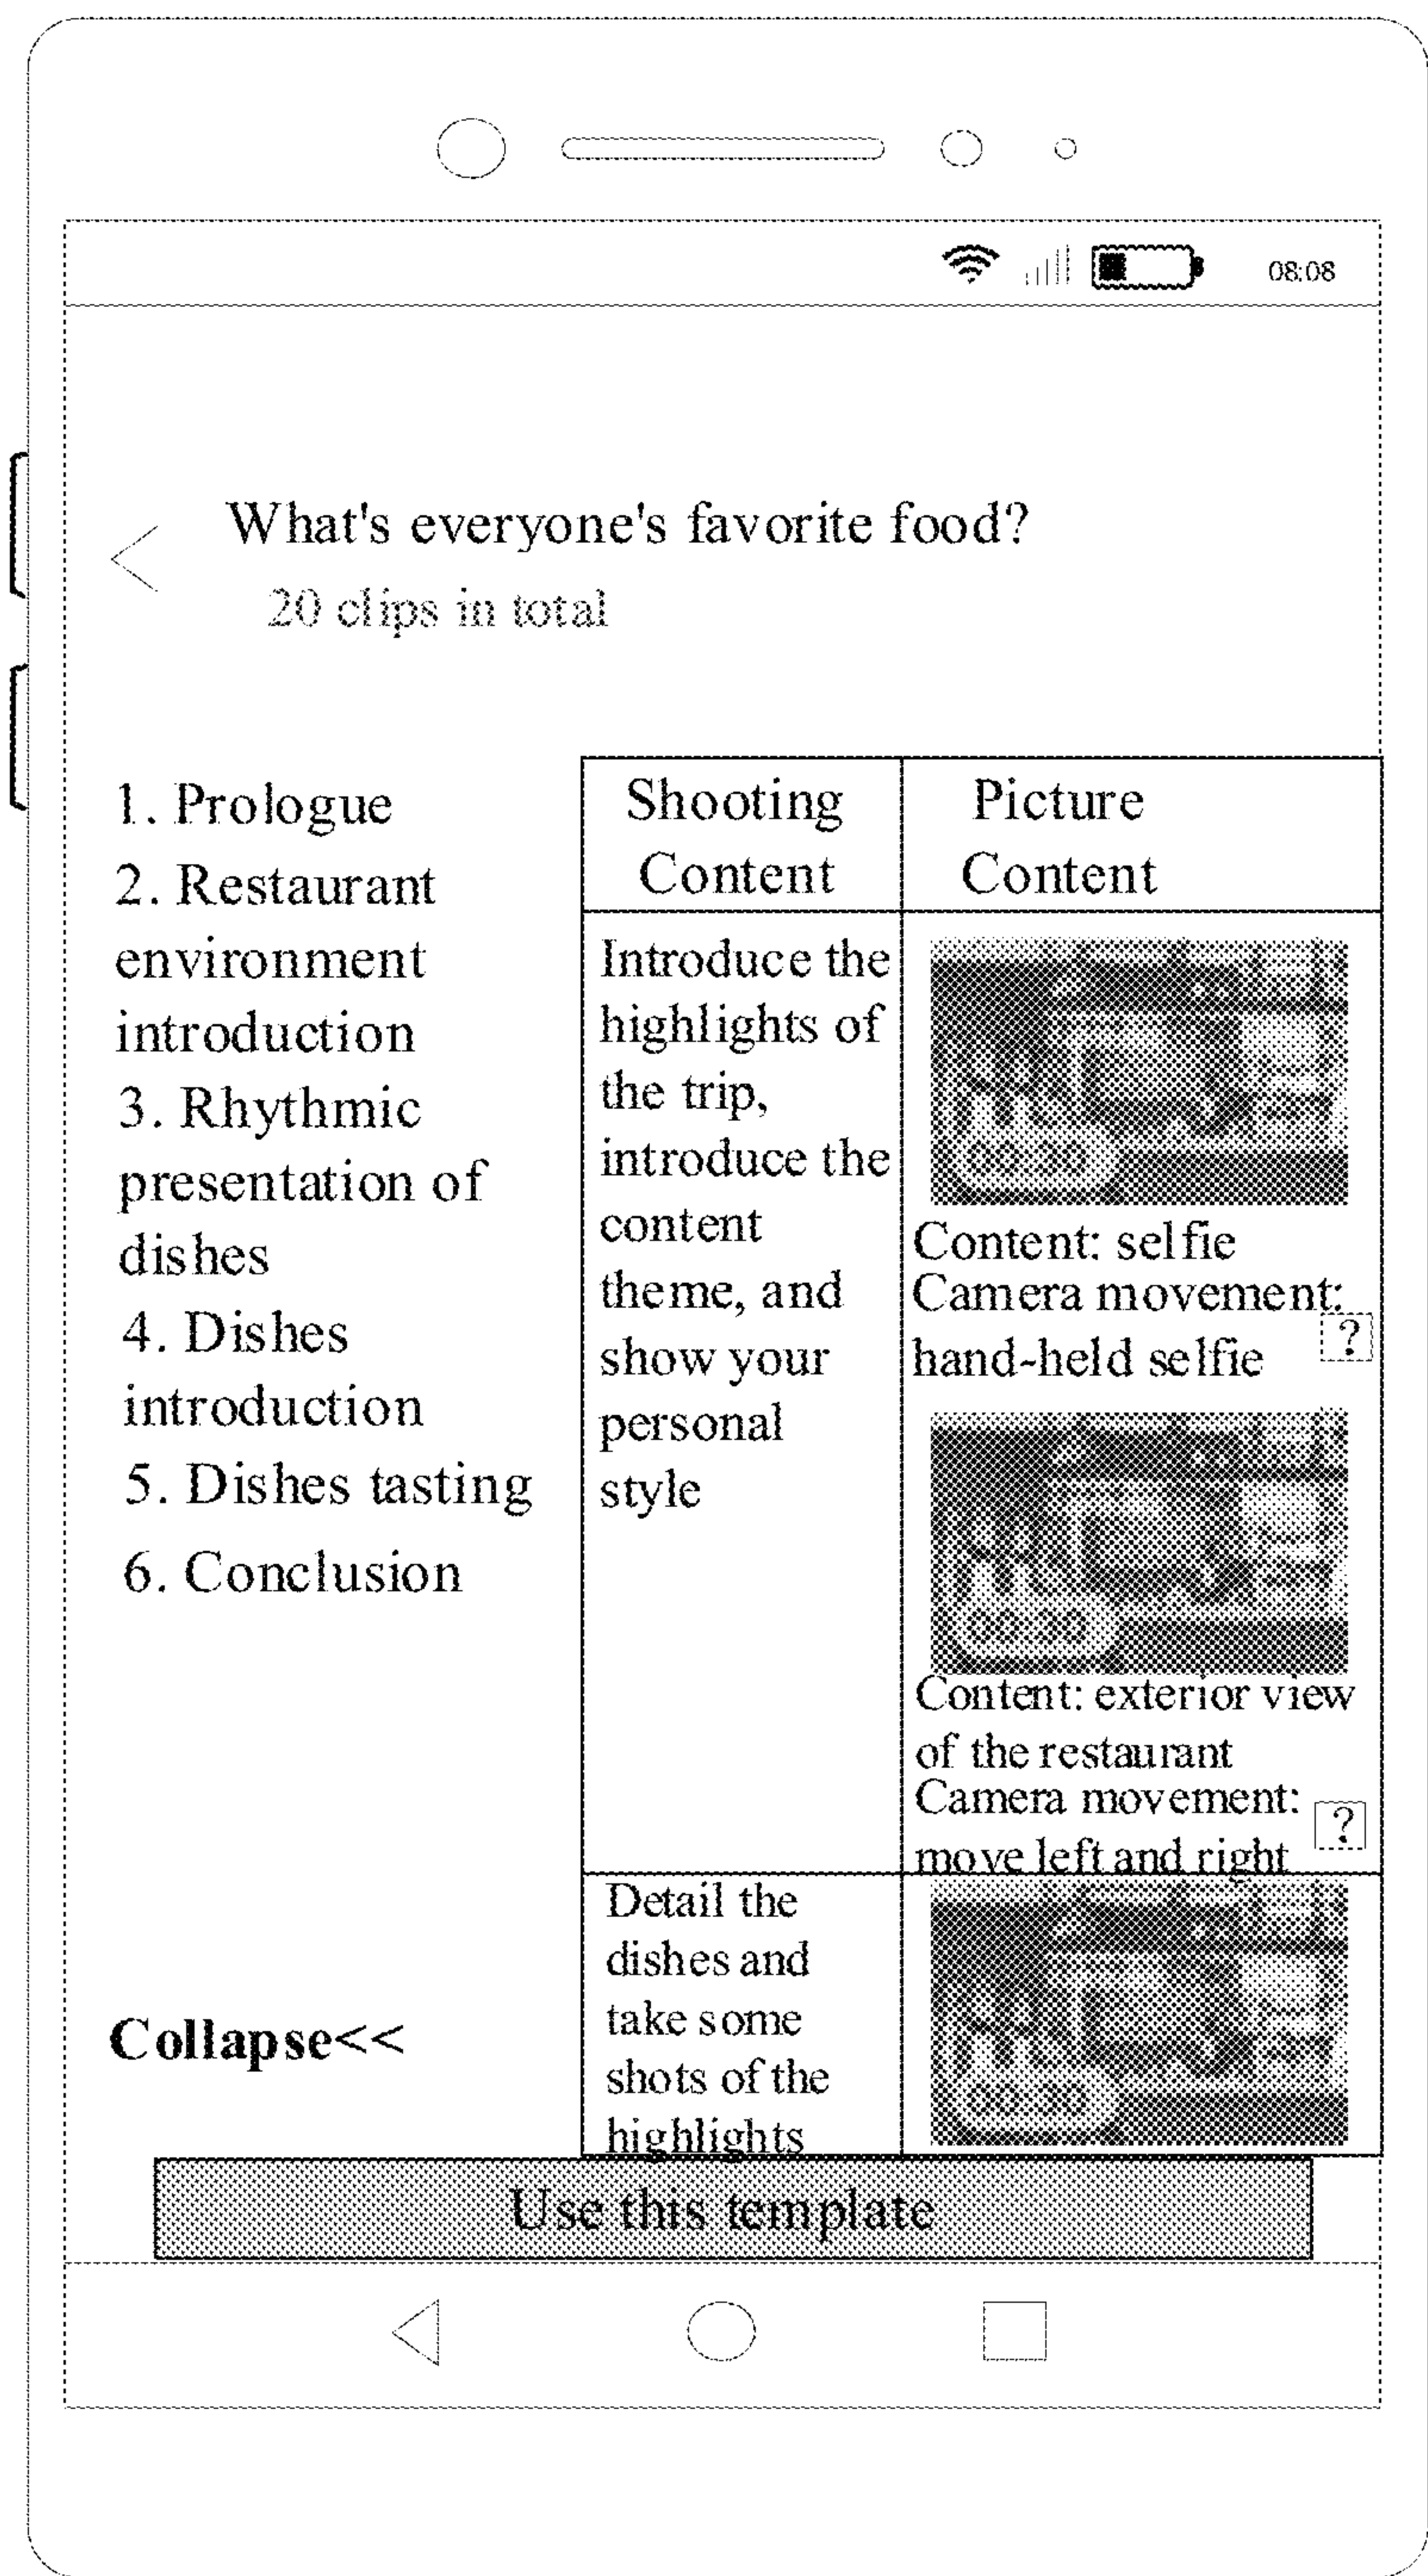 08:08
What's everyone's favorite food?
20 clips in total
1. Prologue
2. Restaurant
environment
introduction
3. Rhythmic
presentation of
dishes
4. Dishes
introduction
5. Dishes tasting
6. Conclusion
Collapse<<
Shooting
Content
Picture
Content
Introduce the
highlights of
the trip,
introduce the
content
theme, and
show your
personal
style
Content: selfie
Camera movement:
hand-held selfie
?
Content: exterior view
of the restaurant
Camera movement:
move left and right
?
Detail the
dishes and
take some
shots of the
highlights
Use this template